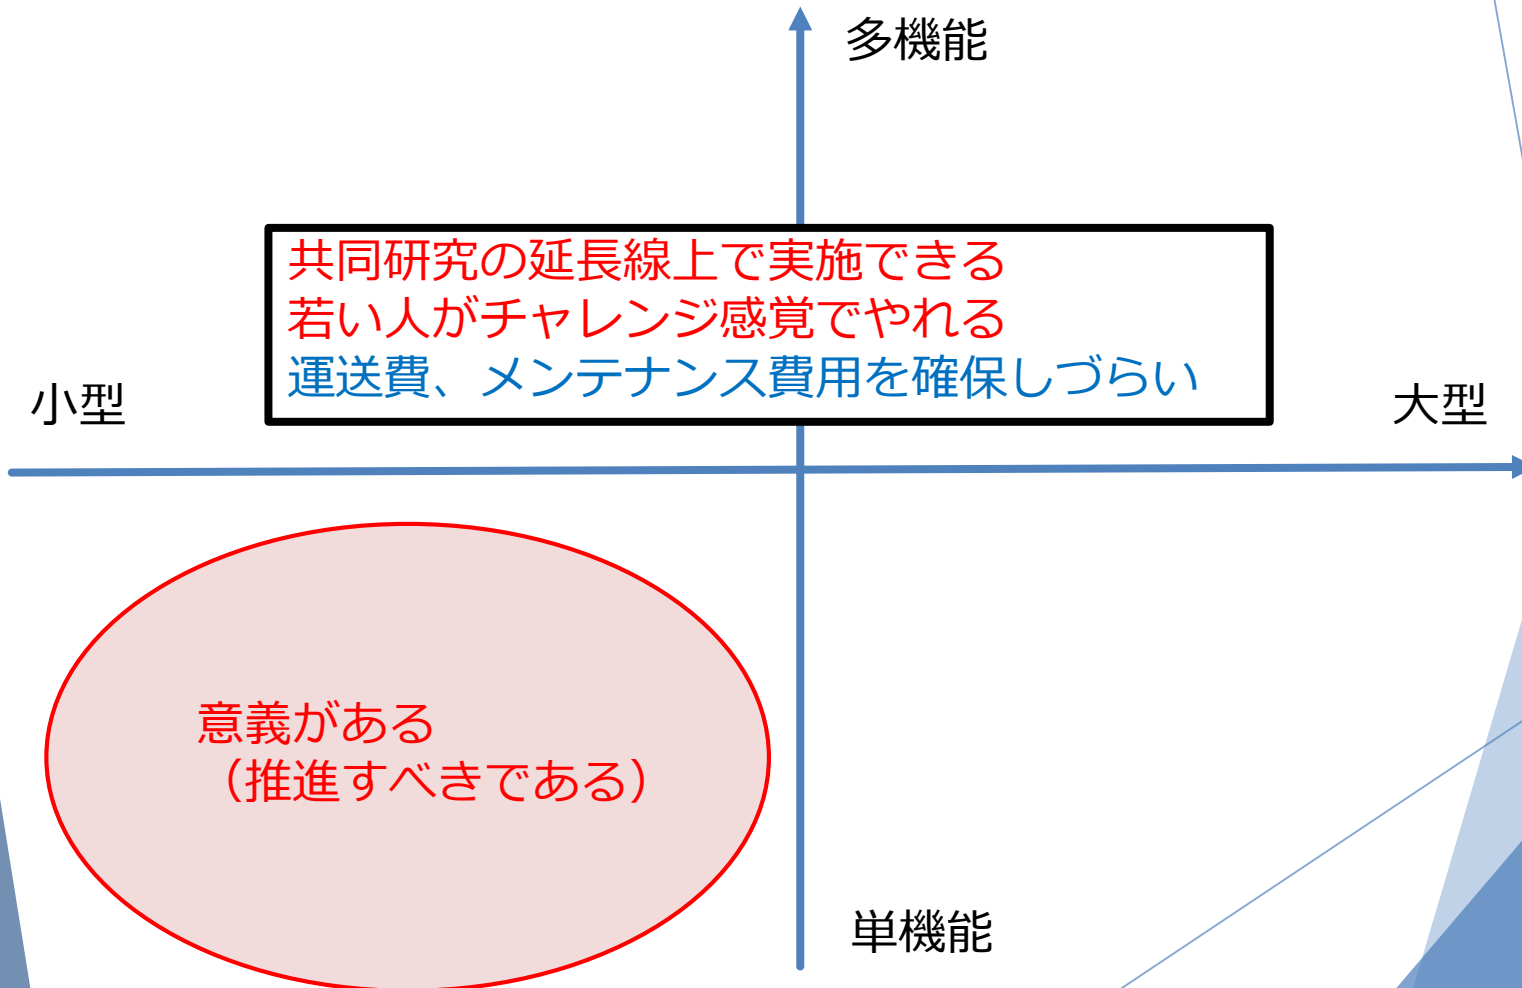 多機能
共同研究の延長線上で実施できる
若い人がチャレンジ感覚でやれる
運送費、メンテナンス費用を確保しづらい
小型
大型
意義がある
（推進すべきである）
単機能